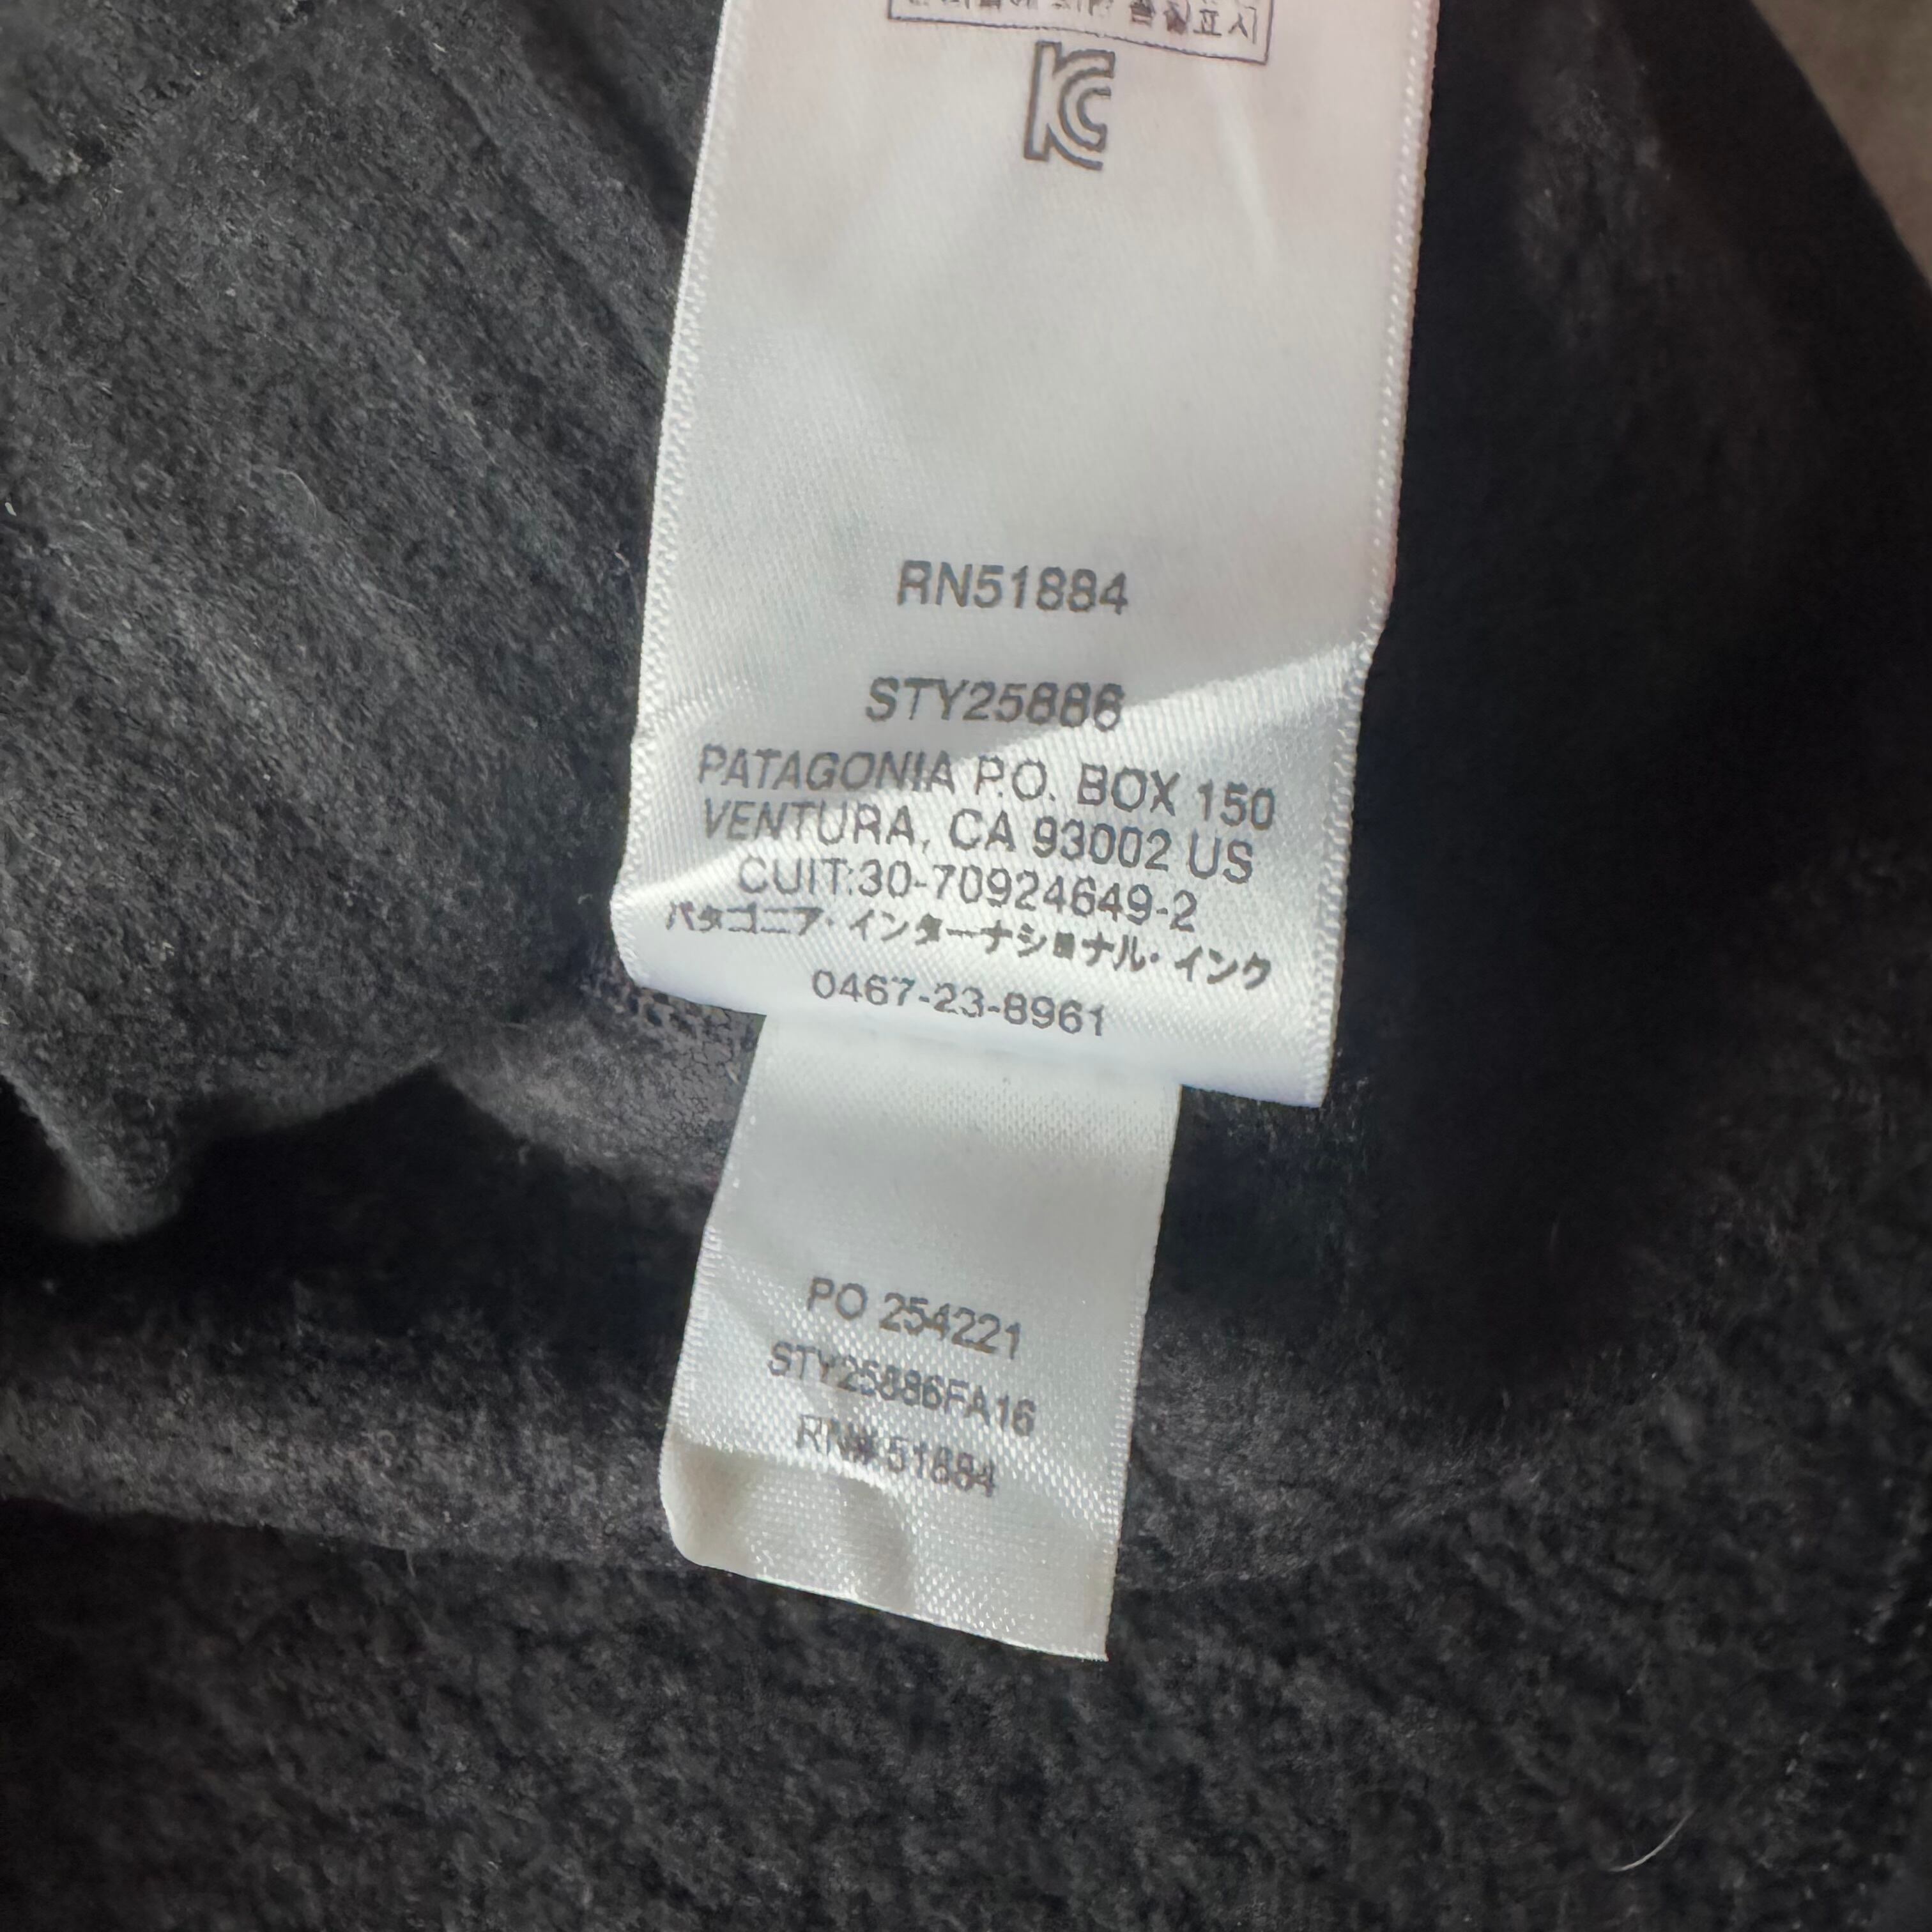 KC
RN51884
STY25886
PATAGONIA P.O. BOX 150
VENTURA, CA 93002 US
CUIT:30-70924649-2
パタゴニア・インターナショナル・インク
0467-23-8961
PO 254221
STY25886FA16
RN# 51884